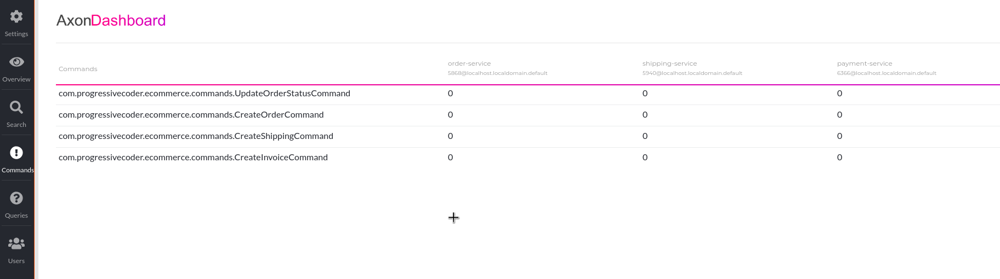 AxonDashboard
Settings
Overview
Search
Commands
Queries
Users
Commands order-service shipping-service payment-service
5868@localhost.localdomain.default 5940@localhost.localdomain.default 6366@localhost.localdomain.default
com.progressivecoder.ecommerce.commands.UpdateOrderStatusCommand 0 0 0
com.progressivecoder.ecommerce.commands.CreateOrderCommand 0 0 0
com.progressivecoder.ecommerce.commands.CreateShippingCommand 0 0 0
com.progressivecoder.ecommerce.commands.CreateInvoiceCommand 0 0 0